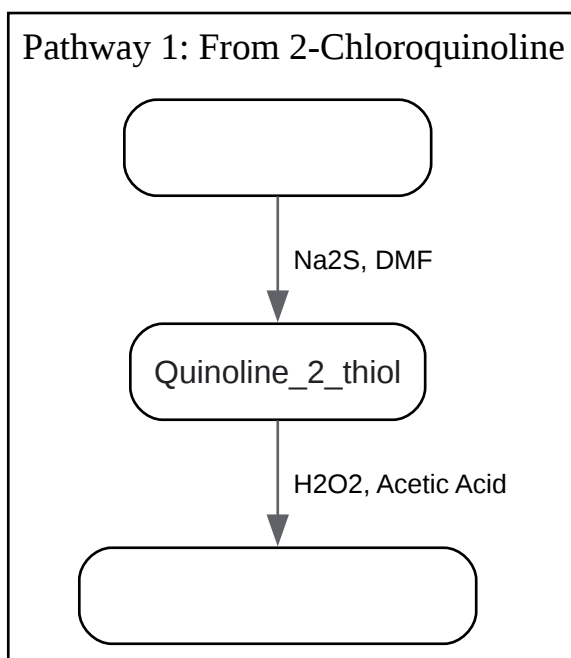 Pathway 1: From 2-Chloroquinoline
Na2S, DMF
Quinoline_2_thiol
H2O2, Acetic Acid